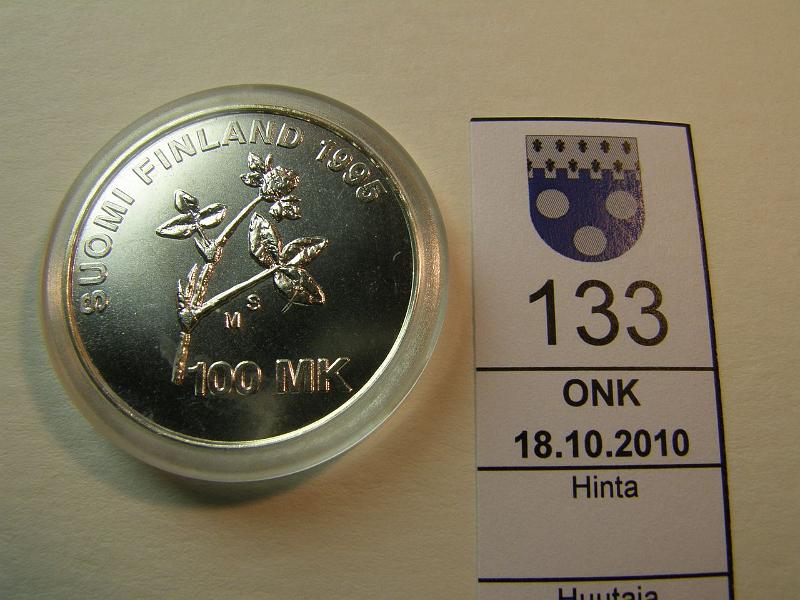 SUOMI FINLAND 1995
M S
100 MK
133
ONK
18.10.2010
Hinta
Huutaja